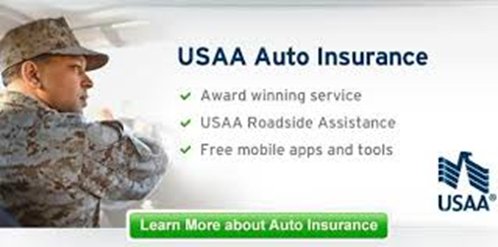 USAA Auto Insurance
Award winning service
USAA Roadside Assistance
Free mobile apps and tools
USAA®
Learn More about Auto Insurance